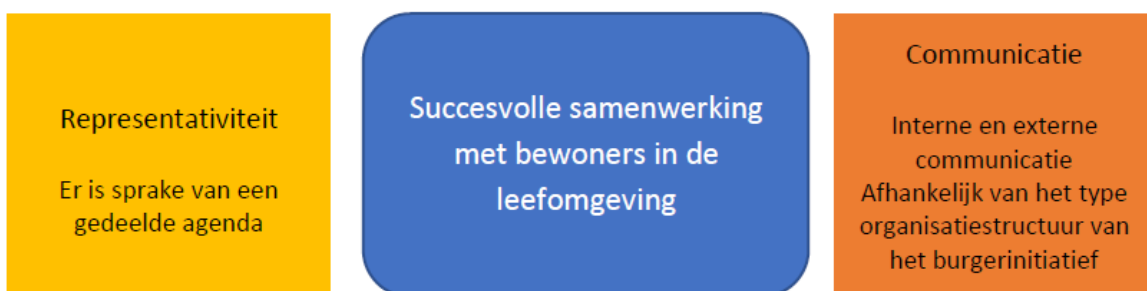 Representativiteit
Er is sprake van een
gedeelde agenda
Succesvolle samenwerking
met bewoners in de
leefomgeving
Communicatie
Interne en externe
communicatie
Afhankelijk van het type
organisatiestructuur van
het burgerinitiatief